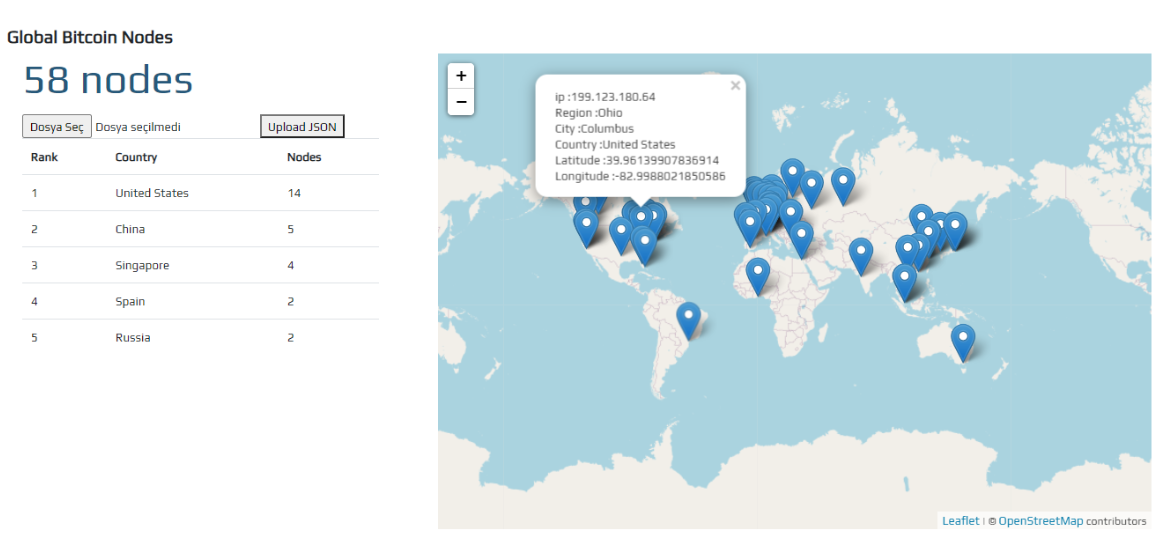 Global Bitcoin Nodes
58 nodes
Dosya Seç Dosya seçilmedi Upload JSON
Rank Country Nodes
1 United States 14
2 China 5
3 Singapore 4
4 Spain 2
5 Russia 2
+
−
×
ip :199.123.180.64
Region :Ohio
City :Columbus
Country :United States
Latitude :39.96139907836914
Longitude :-82.9988021850586
Leaflet | © OpenStreetMap contributors